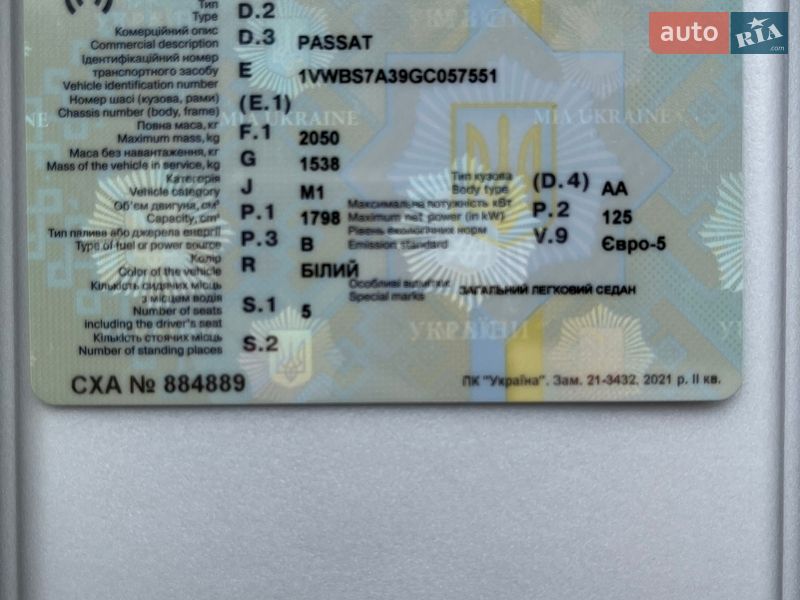 Тип D.2
Type
Комерційний опис D.3 PASSAT
Commercial description
Ідентифікаційний номер
транспортного засобу E 1VWBS7A39GC057551
Vehicle identification number
Номер шасі (кузова, рами) (E.1)
Chassis number (body, frame)
Повна маса, кг F.1 2050
Maximum mass, kg
Маса без навантаження, кг G 1538
Mass of the vehicle in service, kg
Категорія J M1 Тип кузова (D.4) АА
Vehicle category Body type
Об'єм двигуна, см³ P.1 1798 Максимальна потужність кВт P.2 125
Capacity, cm³ Maximum net power (in kW)
Тип палива або джерела енергії P.3 B Рівень екологічних норм V.9 Євро-5
Type of fuel or power source Emission standard
Колір R БІЛИЙ
Color of the vehicle
Кількість сидячих місць Особливі відмітки ЗАГАЛЬНИЙ ЛЕГКОВИЙ СЕДАН
з місцем водія S.1 5 Special marks
Number of seats
including the driver's seat
Кількість стоячих місць S.2
Number of standing places
СХА № 884889 ПК "Україна". Зам. 21-3432. 2021 р. II кв.
УКРАЇНА
MIA UKRAINE
УКРАЇНИ
auto RIA .com